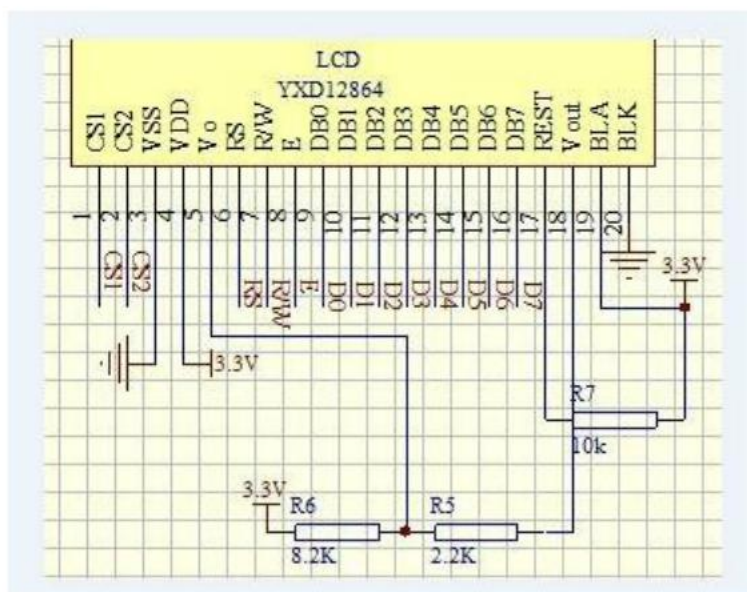 LCD
YXD12864
CS1 CS2 VSS VDD Vo RS R/W E DB0 DB1 DB2 DB3 DB4 DB5 DB6 DB7 REST Vout BLA BLK
1 2 3 4 5 6 7 8 9 10 11 12 13 14 15 16 17 18 19 20
CS1 CS2 RS R/W E D0 D1 D2 D3 D4 D5 D6 D7
3.3V
3.3V
R7
10k
3.3V
R6 R5
8.2K 2.2K